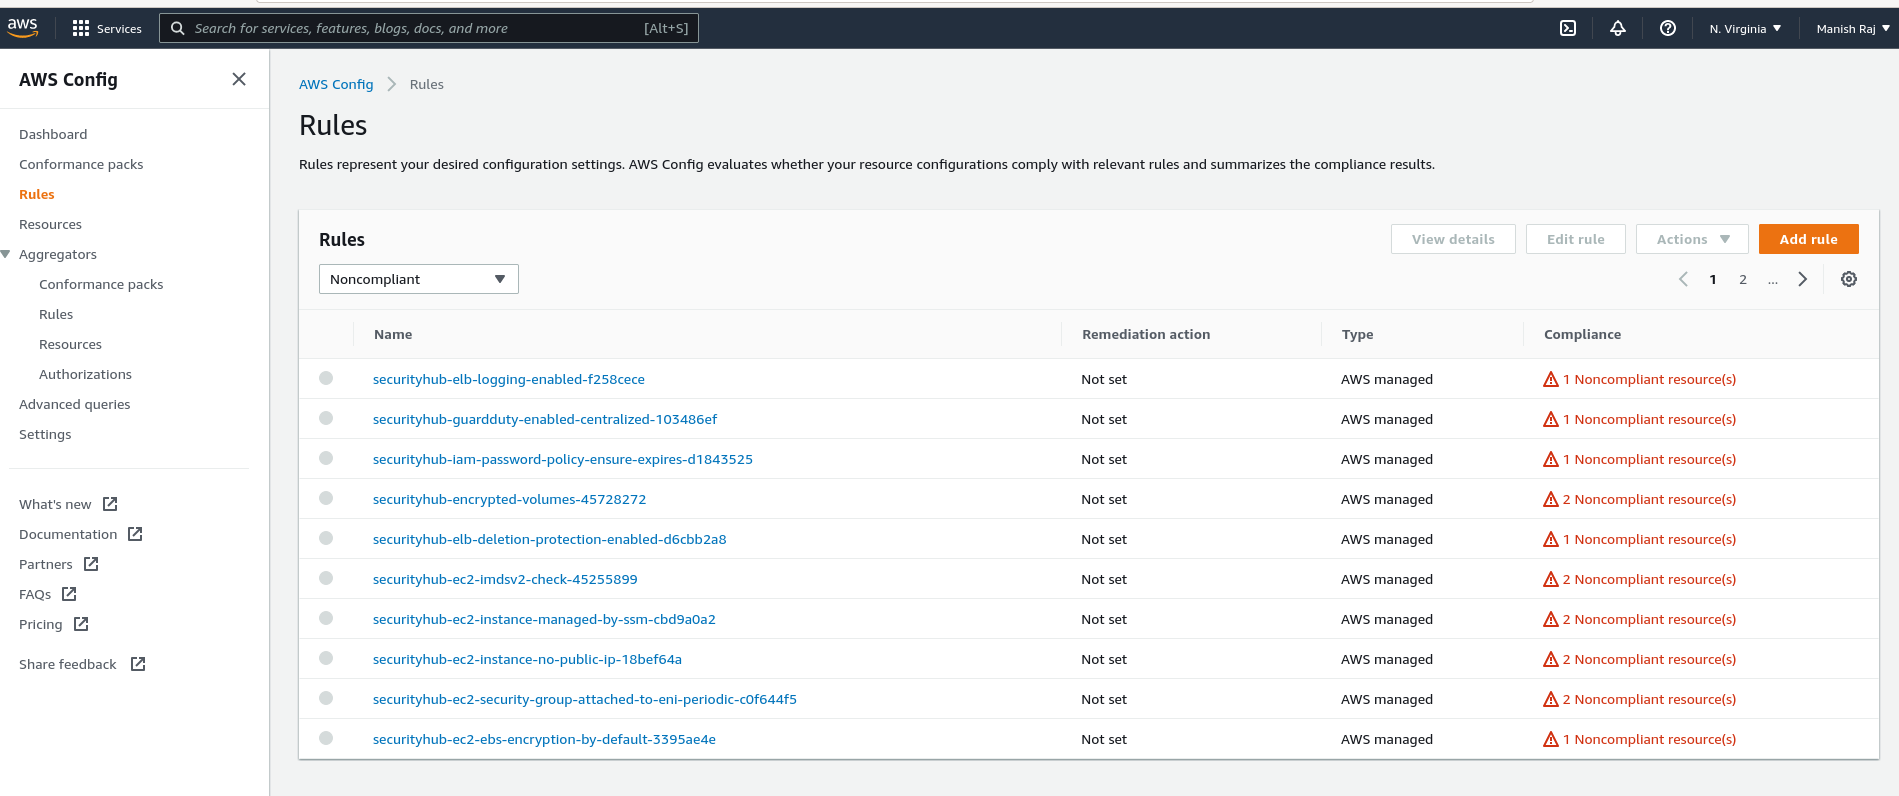 aws
Services
Search for services, features, blogs, docs, and more [Alt+S]
N. Virginia
Manish Raj
AWS Config
Dashboard
Conformance packs
Rules
Resources
Aggregators
Conformance packs
Rules
Resources
Authorizations
Advanced queries
Settings
What's new
Documentation
Partners
FAQs
Pricing
Share feedback
AWS Config Rules
Rules
Rules represent your desired configuration settings. AWS Config evaluates whether your resource configurations comply with relevant rules and summarizes the compliance results.
Rules
View details Edit rule Actions Add rule
Noncompliant
1 2 ...
Name Remediation action Type Compliance
securityhub-elb-logging-enabled-f258cece Not set AWS managed 1 Noncompliant resource(s)
securityhub-guardduty-enabled-centralized-103486ef Not set AWS managed 1 Noncompliant resource(s)
securityhub-iam-password-policy-ensure-expires-d1843525 Not set AWS managed 1 Noncompliant resource(s)
securityhub-encrypted-volumes-45728272 Not set AWS managed 2 Noncompliant resource(s)
securityhub-elb-deletion-protection-enabled-d6cbb2a8 Not set AWS managed 1 Noncompliant resource(s)
securityhub-ec2-imdsv2-check-45255899 Not set AWS managed 2 Noncompliant resource(s)
securityhub-ec2-instance-managed-by-ssm-cbd9a0a2 Not set AWS managed 2 Noncompliant resource(s)
securityhub-ec2-instance-no-public-ip-18bef64a Not set AWS managed 2 Noncompliant resource(s)
securityhub-ec2-security-group-attached-to-eni-periodic-c0f644f5 Not set AWS managed 2 Noncompliant resource(s)
securityhub-ec2-ebs-encryption-by-default-3395ae4e Not set AWS managed 1 Noncompliant resource(s)